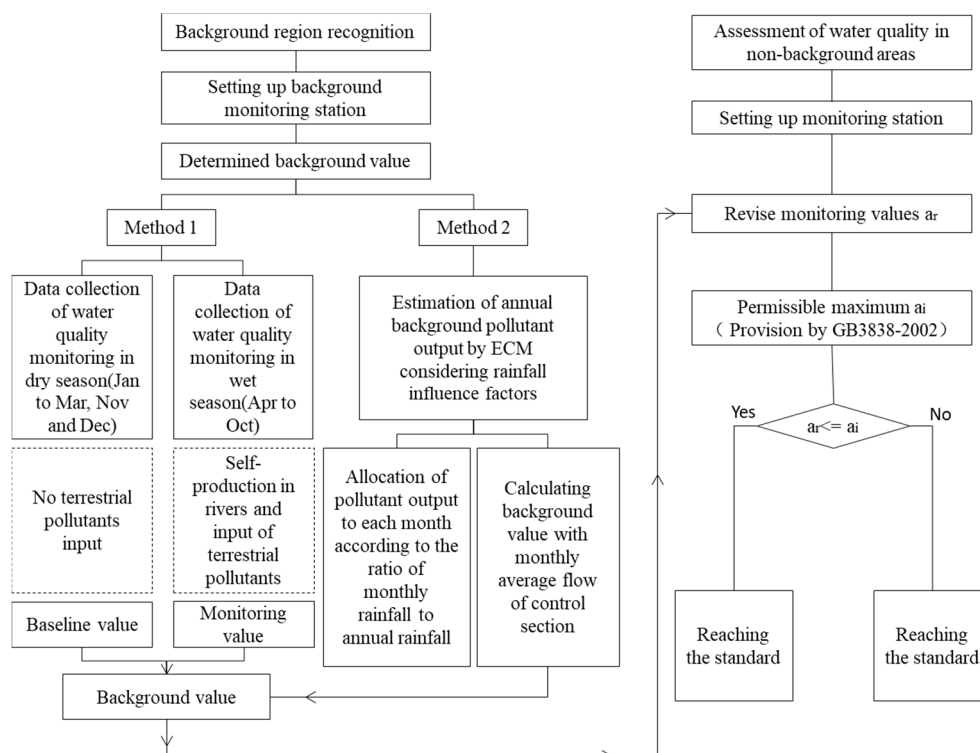 Background region recognition
Setting up background
monitoring station
Determined background value
Method 1
Method 2
Data collection
of water
quality
monitoring in
dry season(Jan
to Mar, Nov
and Dec)
Data
collection of
water quality
monitoring in
wet
season(Apr to
Oct)
Estimation of annual
background pollutant
output by ECM
considering rainfall
influence factors
No terrestrial
pollutants
input
Self-
production in
rivers and
input of
terrestrial
pollutants
Allocation of
pollutant output
to each month
according to the
ratio of
monthly
rainfall to
annual rainfall
Calculating
background
value with
monthly
average flow
of control
section
Baseline value
Monitoring
value
Background value
Assessment of water quality in
non-background areas
Setting up monitoring station
Revise monitoring values ar
Permissible maximum ai
( Provision by GB3838-2002)
ar<= ai
Yes
No
Reaching
the standard
Reaching
the standard